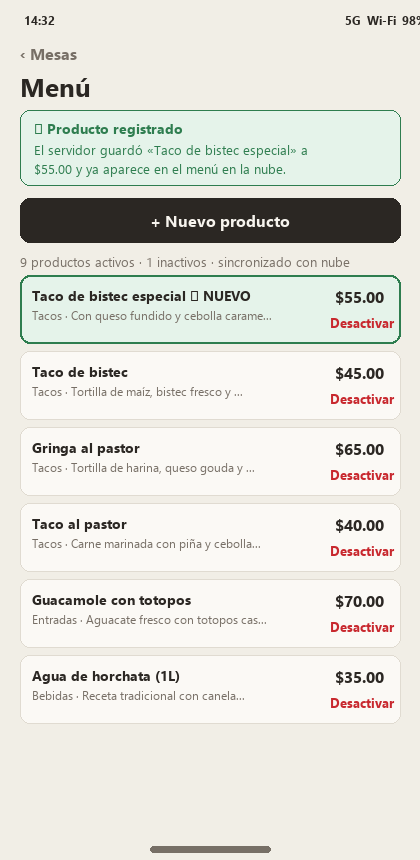 14:32 5G Wi-Fi 98%
‹ Mesas
Menú
Producto registrado
El servidor guardó «Taco de bistec especial» a
$55.00 y ya aparece en el menú en la nube.
+ Nuevo producto
9 productos activos · 1 inactivos · sincronizado con nube
Taco de bistec especial NUEVO $55.00
Tacos · Con queso fundido y cebolla carame... Desactivar
Taco de bistec $45.00
Tacos · Tortilla de maíz, bistec fresco y ... Desactivar
Gringa al pastor $65.00
Tacos · Tortilla de harina, queso gouda y ... Desactivar
Taco al pastor $40.00
Tacos · Carne marinada con piña y cebolla... Desactivar
Guacamole con totopos $70.00
Entradas · Aguacate fresco con totopos cas... Desactivar
Agua de horchata (1L) $35.00
Bebidas · Receta tradicional con canela... Desactivar